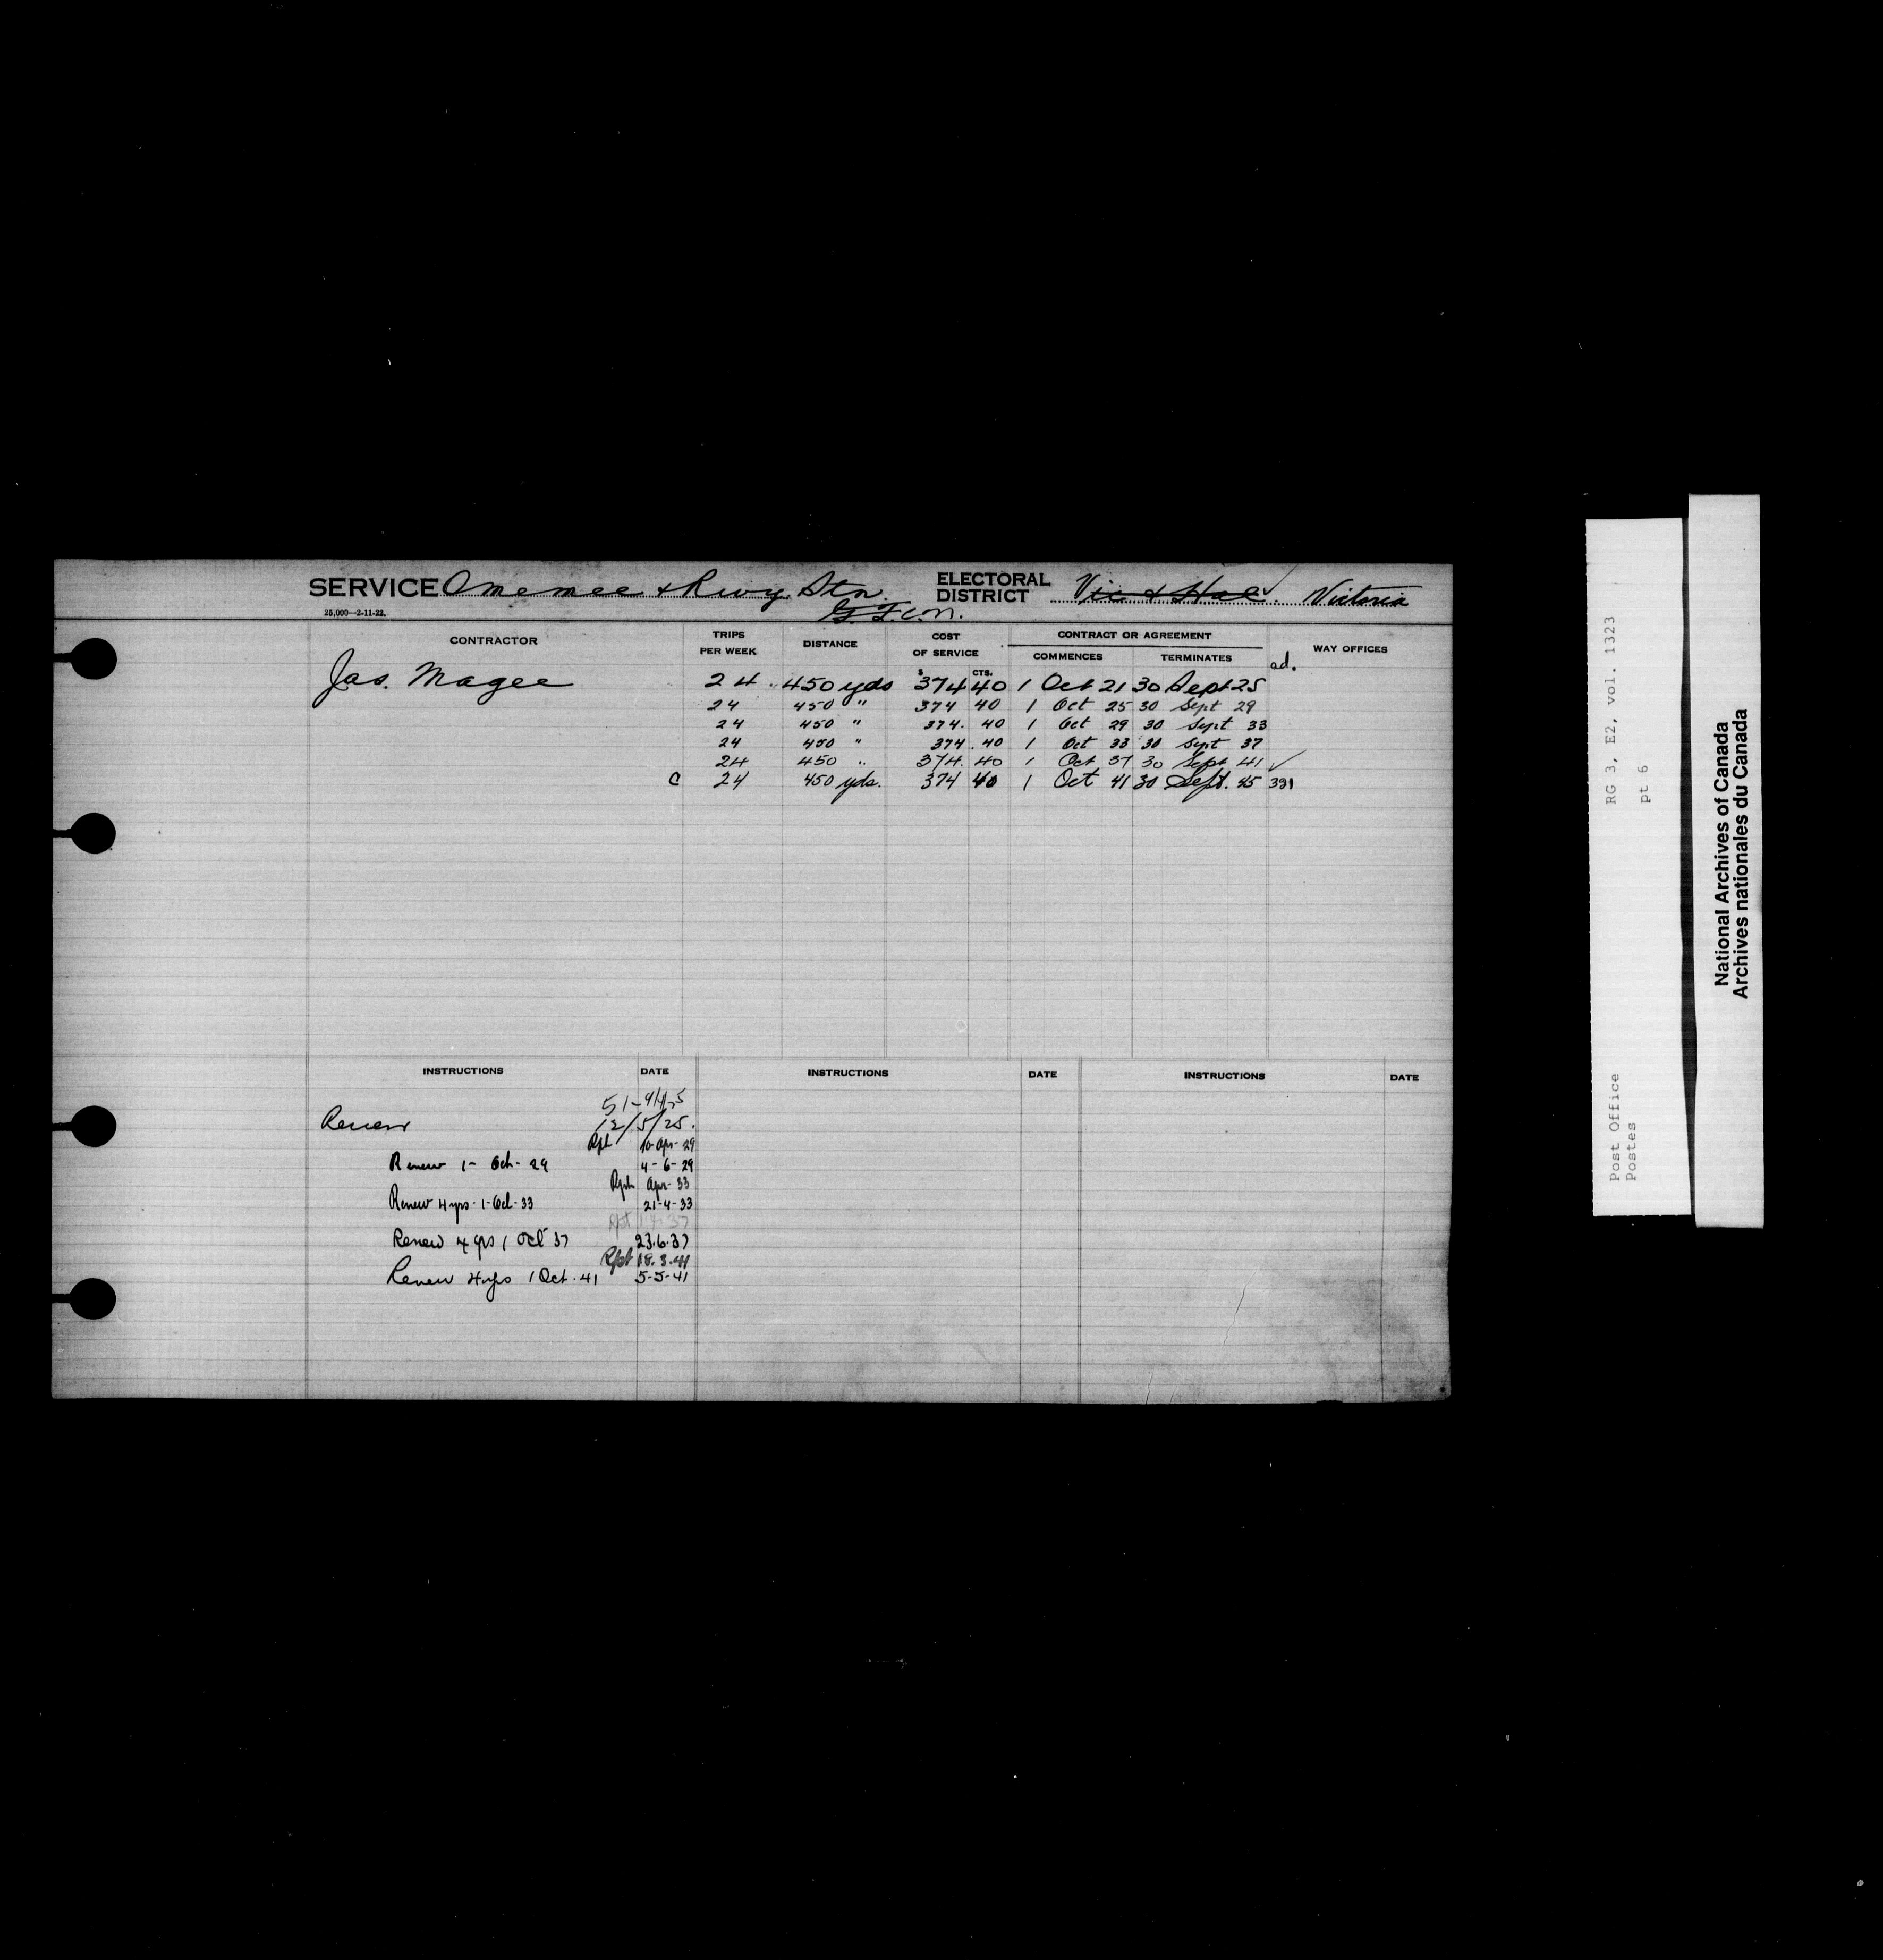 SERVICE Omemee & Rwy. Stn.
G.T. C.N.
ELECTORAL DISTRICT Vic & Hal. Victoria
25,000—2-11-22.
CONTRACTOR TRIPS PER WEEK DISTANCE COST OF SERVICE CONTRACT OR AGREEMENT WAY OFFICES
$ CTS. COMMENCES TERMINATES ad.
Jas. Magee 24 450 yds 374 40 1 Oct 21 30 Sept 25
24 450 " 374 40 1 Oct 25 30 Sept 29
24 450 " 374. 40 1 Oct 29 30 Sept 33
24 450 " 374. 40 1 Oct 33 30 Sept 37
24 450 " 374. 40 1 Oct 37 30 Sept 41 ✓
C 24 450 yds. 374 40 1 Oct 41 30 Sept. 45 331
INSTRUCTIONS DATE INSTRUCTIONS DATE INSTRUCTIONS DATE
Renew 12/5/25.
Rpt 10-Apr-29
Renew 1- Oct- 29 4-6-29
Rpt Apr-33
Renew 4 yrs-1-Oct-33 21-4-33
Rpt 37
Renew 4 yrs 1 Oct 37 23.6.37
Rpt 18.3.41
Renew 4 yrs 1 Oct. 41 5-5-41
Post Office RG 3, E2, vol. 1323
Postes pt 6
National Archives of Canada
Archives nationales du Canada